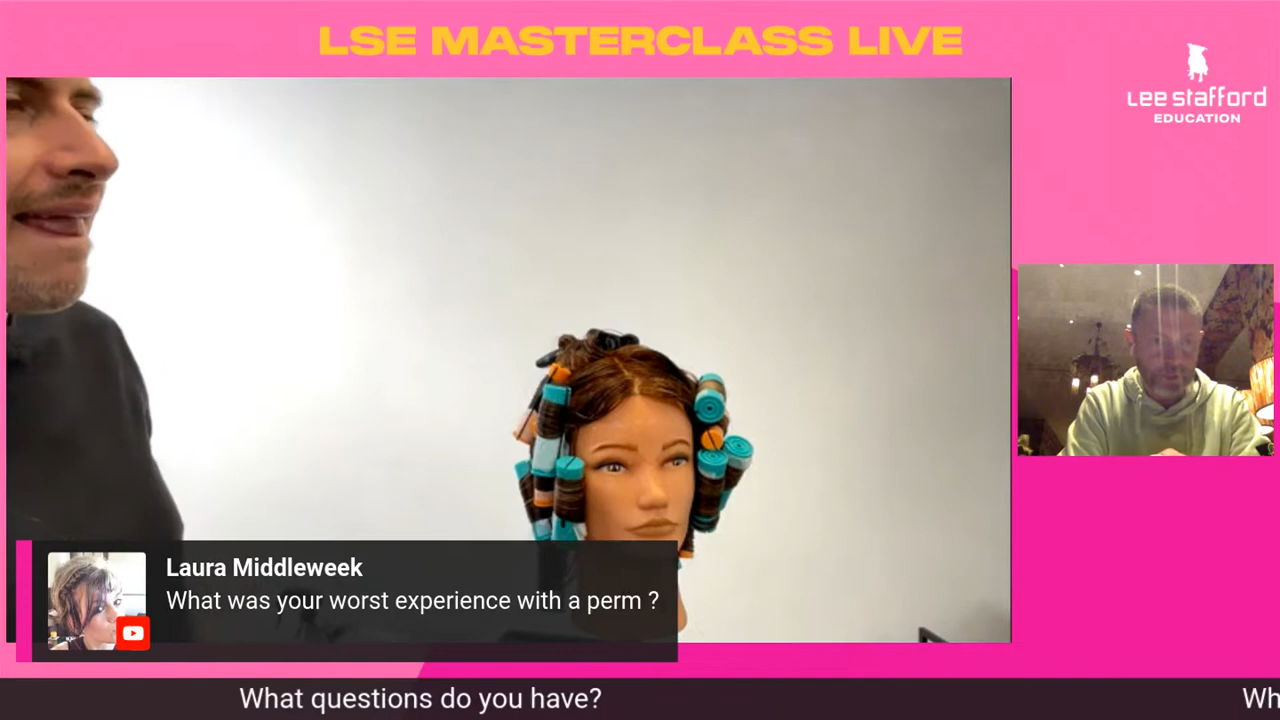 LSE MASTERCLASS LIVE
Lee Stafford
EDUCATION
Laura Middleweek
What was your worst experience with a perm ?
What questions do you have?
Wh